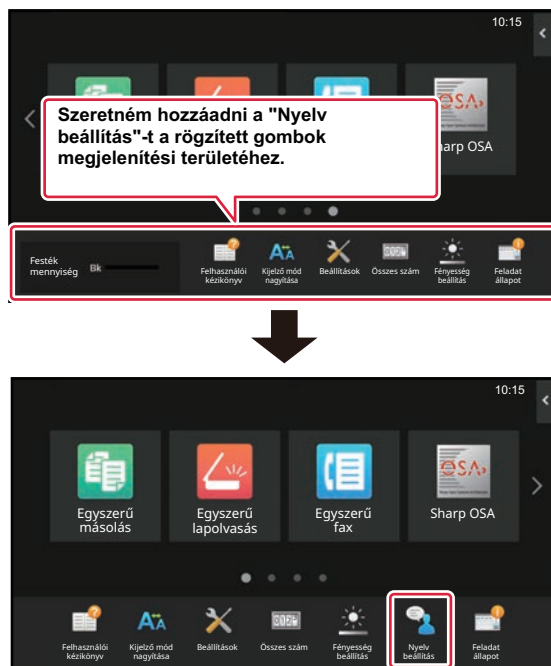 10:15
Szeretném hozzáadni a "Nyelv
beállítás"-t a rögzített gombok
megjelenítési területéhez.
arp OSA
Festék
mennyiség
Bk
Felhasználói
kézikönyv
Kijelző mód
nagyítása
Beállítások
Összes szám
Fényesség
beállítás
Feladat
állapot
10:15
Egyszerű
másolás
Egyszerű
lapolvasás
Egyszerű
fax
OSA
Sharp OSA
Felhasználói
kézikönyv
Kijelző mód
nagyítása
Beállítások
Összes szám
Fényesség
beállítás
Nyelv
beállítás
Feladat
állapot